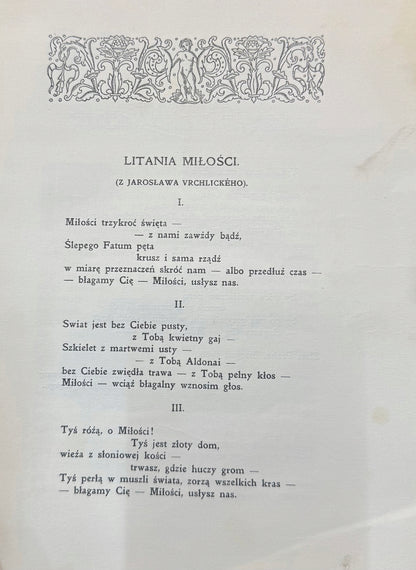 LITANIA MIŁOŚCI.
(Z JAROSŁAWA VRCHLICKÉHO).
I.
Miłości trzykroć święta —
— z nami zawżdy bądź,
Ślepego Fatum pęta
krusz i sama rządź
w miarę przeznaczeń skróć nam — albo przedłuż czas —
— błagamy Cię — Miłości, usłysz nas.
II.
Swiat jest bez Ciebie pusty,
z Tobą kwietny gaj —
Szkielet z martwemi usty —
— z Tobą Aldonai —
bez Ciebie zwiędła trawa — z Tobą pełny kłos —
Miłości — wciąż błagalny wznosim głos.
III.
Tyś różą, o Miłości!
Tyś jest złoty dom,
wieża z słoniowej kości —
trwasz, gdzie huczy grom —
Tyś perłą w muszli świata, zorzą wszelkich kras —
— błagamy Cię — Miłości, usłysz nas.